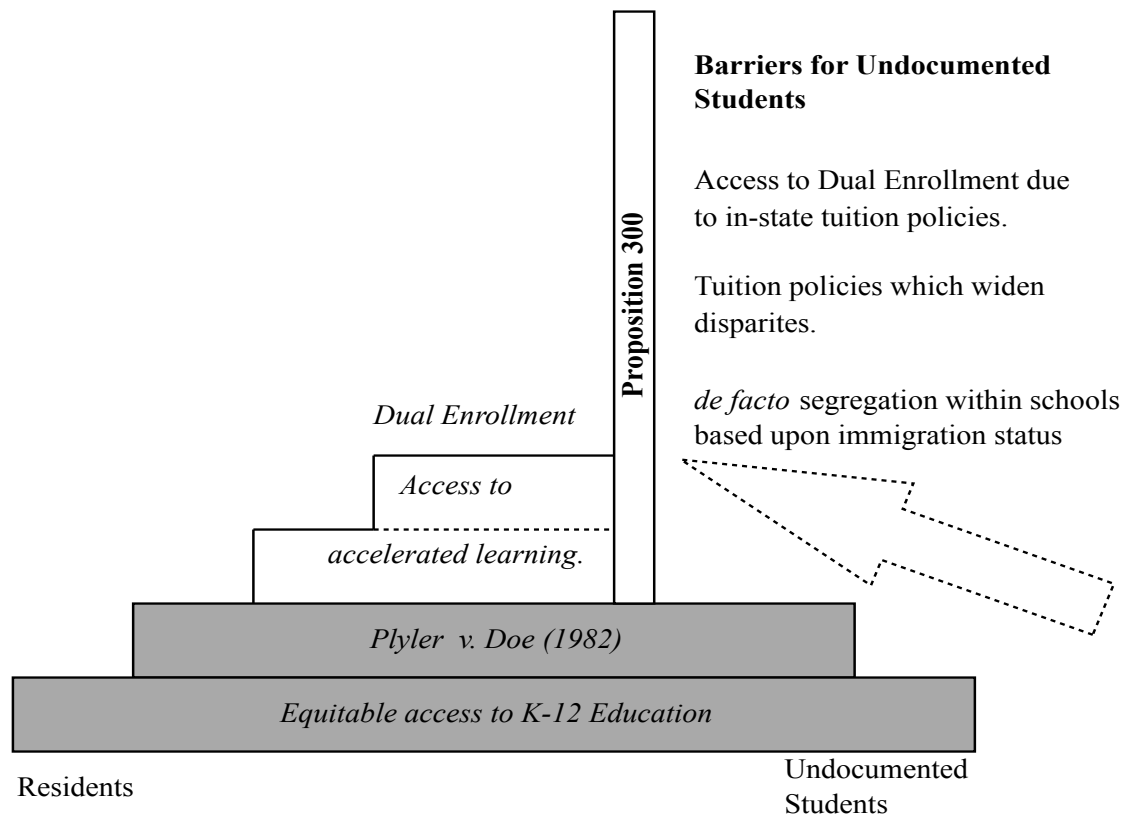 Barriers for Undocumented
Students
Access to Dual Enrollment due
to in-state tuition policies.
Tuition policies which widen
disparites.
de facto segregation within schools
based upon immigration status
Proposition 300
Dual Enrollment
Access to
accelerated learning.
Plyler v. Doe (1982)
Equitable access to K-12 Education
Residents
Undocumented
Students